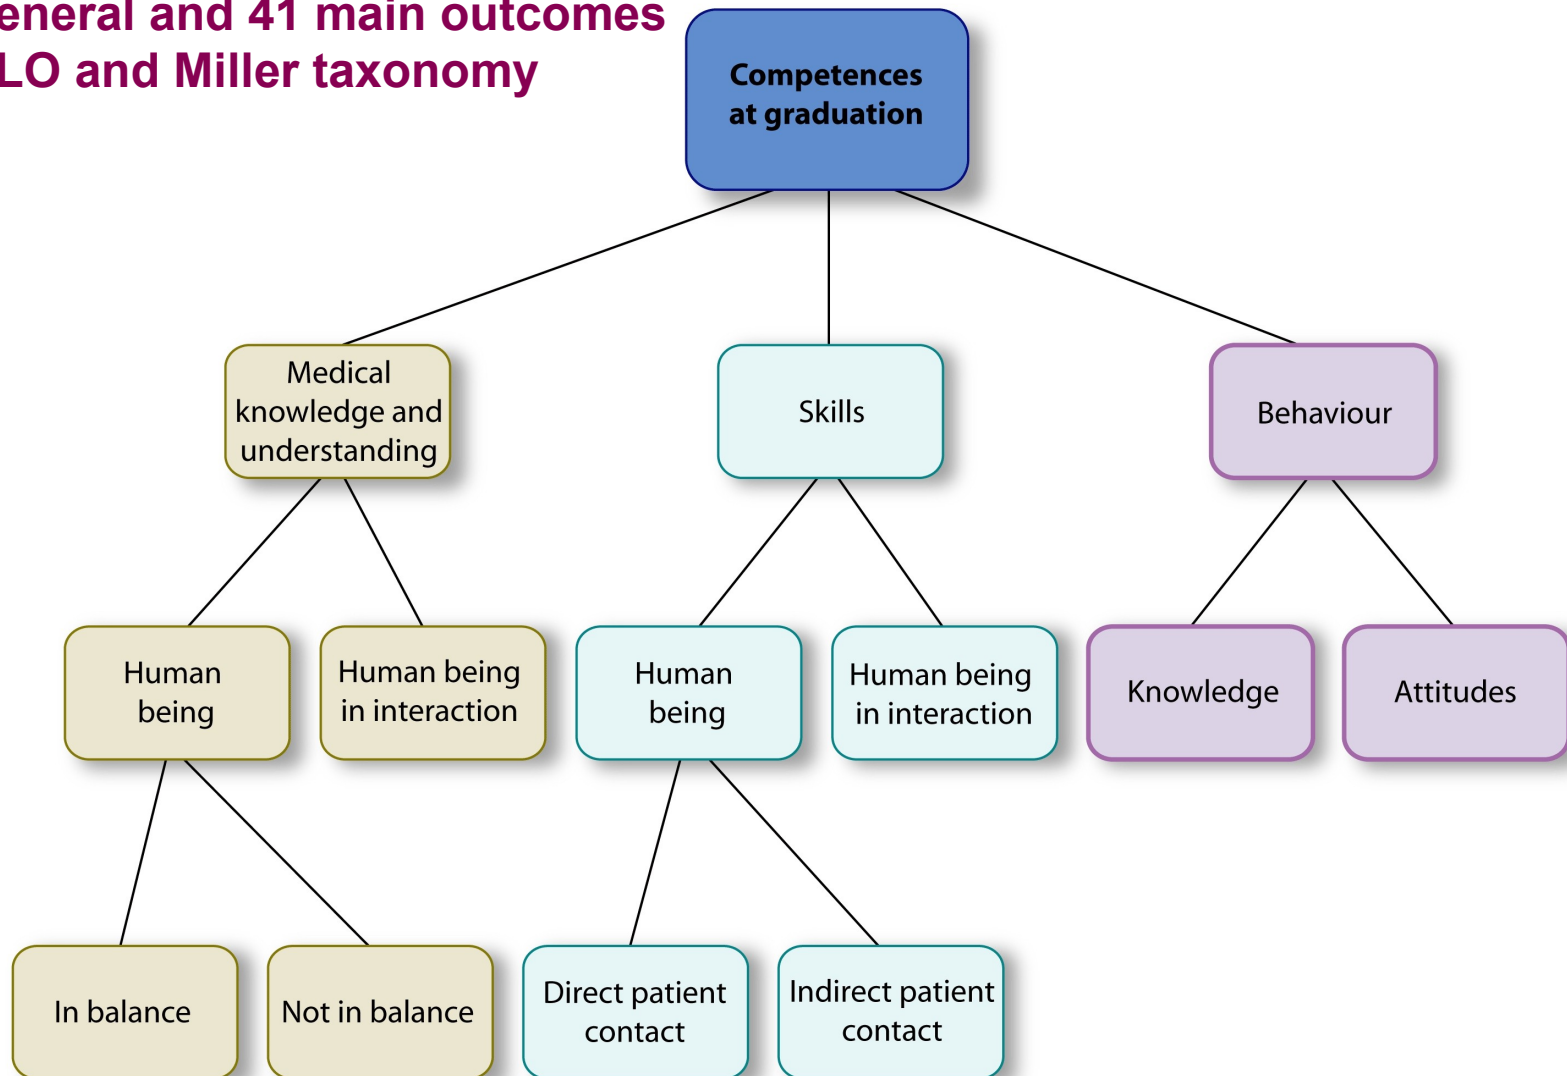 and 41 main outcomes
and Miller taxonomy
Competences
at graduation
Medical
knowledge and
understanding
Skills
Behaviour
Human
being
Human being
in interaction
Human
being
Human being
in interaction
Knowledge
Attitudes
In balance
Not in balance
Direct patient
contact
Indirect patient
contact